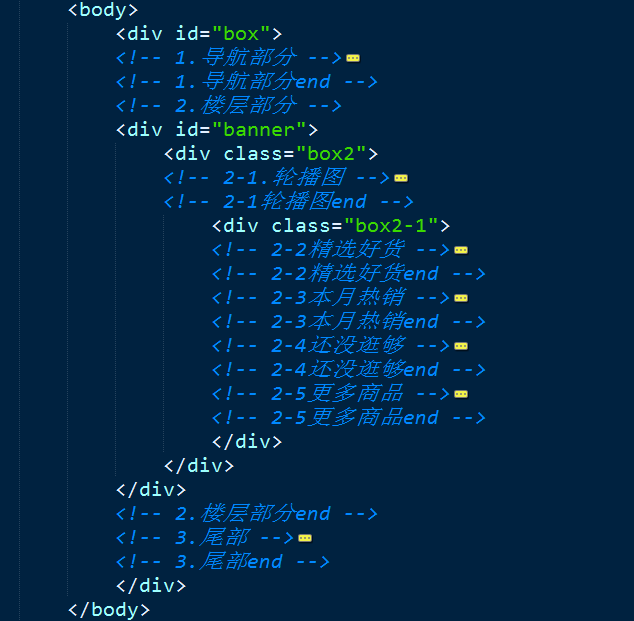 <body>
<div id="box">
<!-- 1.导航部分 -->
<!-- 1.导航部分end -->
<!-- 2.楼层部分 -->
<div id="banner">
<div class="box2">
<!-- 2-1.轮播图 -->
<!-- 2-1轮播图end -->
<div class="box2-1">
<!-- 2-2精选好货 -->
<!-- 2-2精选好货end -->
<!-- 2-3本月热销 -->
<!-- 2-3本月热销end -->
<!-- 2-4还没逛够 -->
<!-- 2-4还没逛够end -->
<!-- 2-5更多商品 -->
<!-- 2-5更多商品end -->
</div>
</div>
</div>
<!-- 2.楼层部分end -->
<!-- 3.尾部 -->
<!-- 3.尾部end -->
</div>
</body>